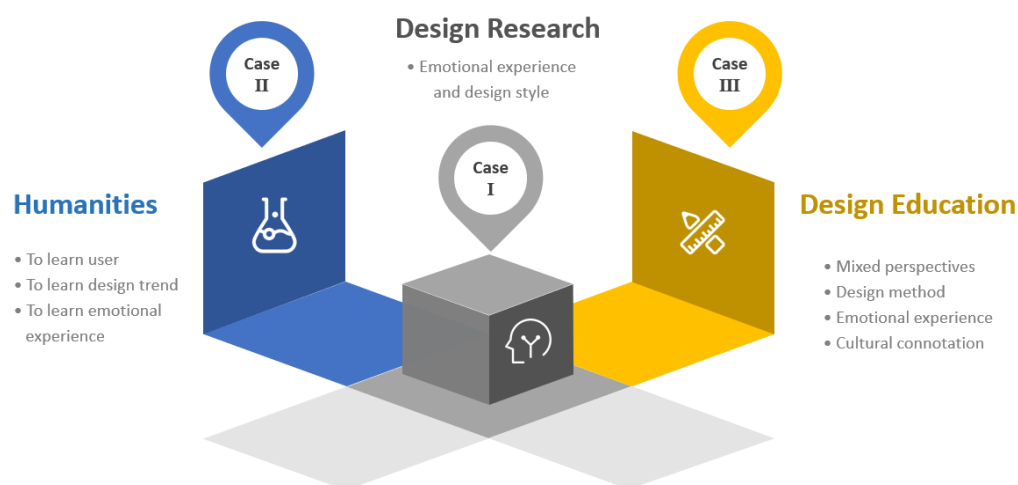 Design Research
• Emotional experience
and design style
Case
II
Case
III
Case
I
Humanities
• To learn user
• To learn design trend
• To learn emotional
experience
Design Education
• Mixed perspectives
• Design method
• Emotional experience
• Cultural connotation